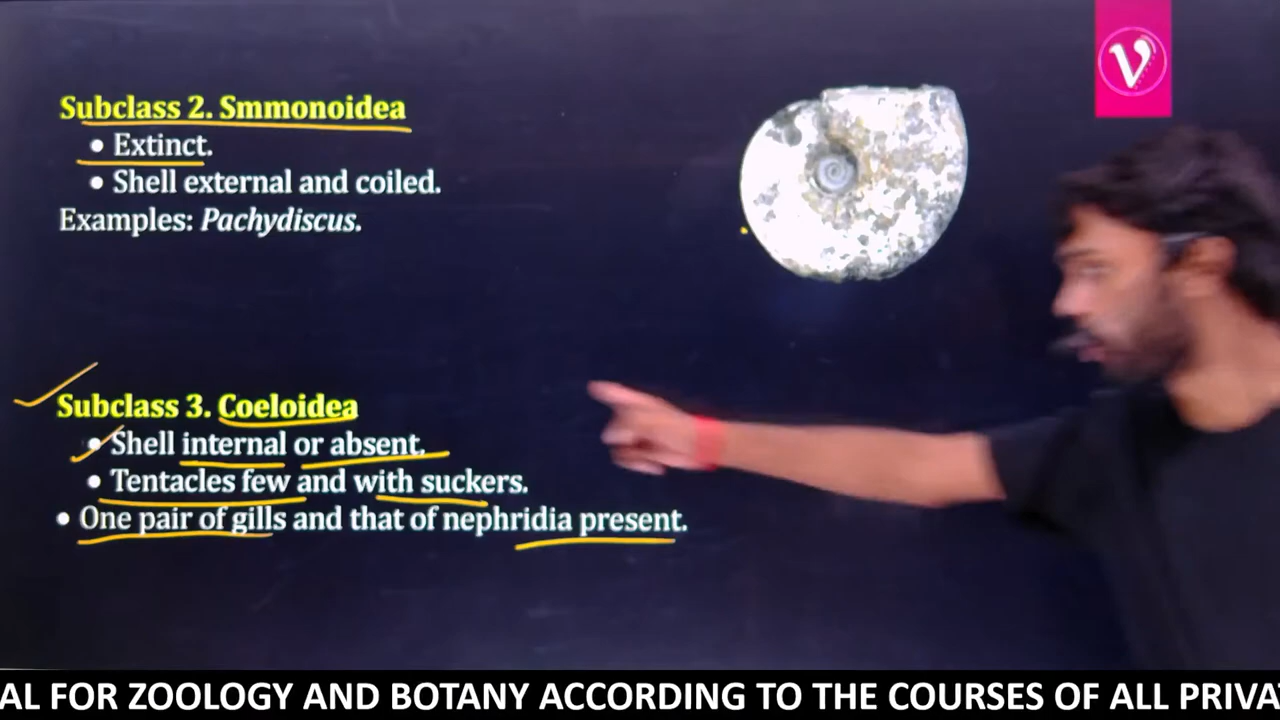 Subclass 2. Smmonoidea
• Extinct.
• Shell external and coiled.
Examples: Pachydiscus.
Subclass 3. Coeloidea
• Shell internal or absent.
• Tentacles few and with suckers.
• One pair of gills and that of nephridia present.
V
AL FOR ZOOLOGY AND BOTANY ACCORDING TO THE COURSES OF ALL PRIVA